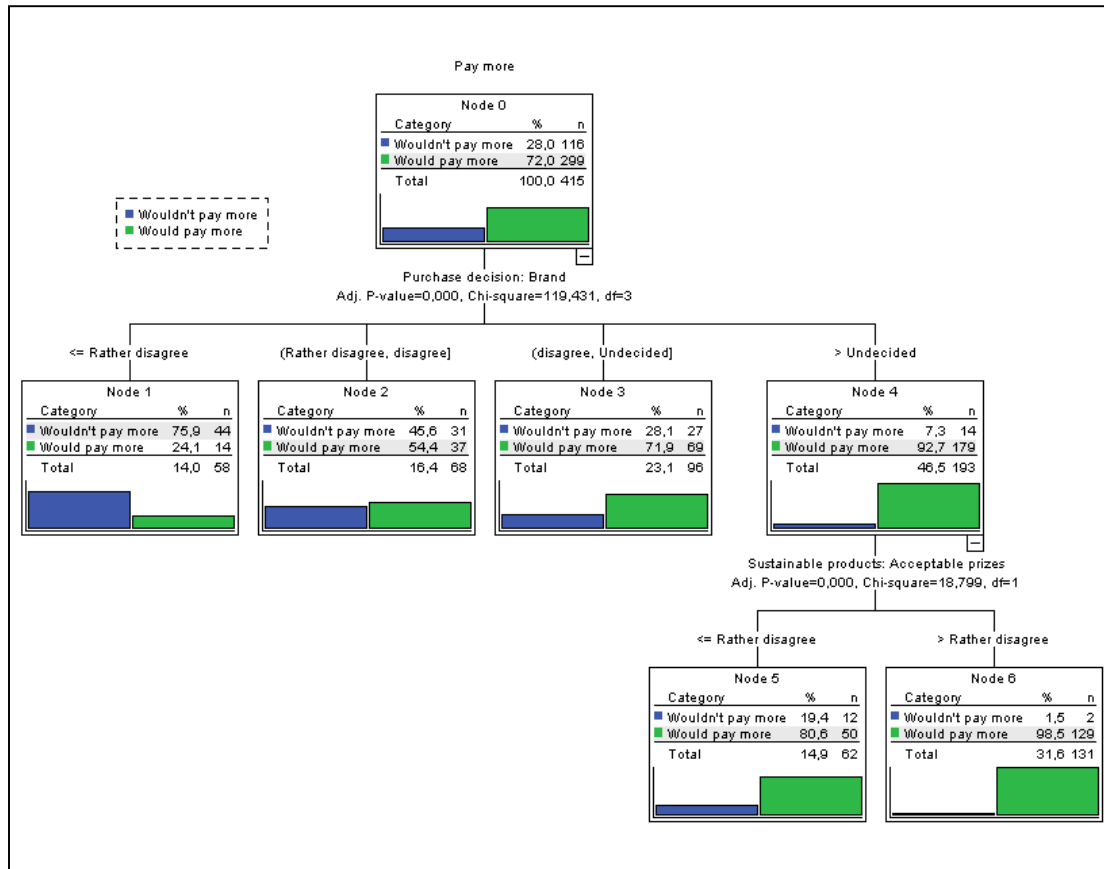 Pay more
Node 0
Category % n
Wouldn't pay more 28,0 116
Would pay more 72,0 299
Total 100,0 415
Wouldn't pay more
Would pay more
Purchase decision: Brand
Adj. P-value=0,000, Chi-square=119,431, df=3
<= Rather disagree
(Rather disagree, disagree]
(disagree, Undecided]
> Undecided
Node 1
Category % n
Wouldn't pay more 75,9 44
Would pay more 24,1 14
Total 14,0 58
Node 2
Category % n
Wouldn't pay more 45,6 31
Would pay more 54,4 37
Total 16,4 68
Node 3
Category % n
Wouldn't pay more 28,1 27
Would pay more 71,9 69
Total 23,1 96
Node 4
Category % n
Wouldn't pay more 7,3 14
Would pay more 92,7 179
Total 46,5 193
Sustainable products: Acceptable prizes
Adj. P-value=0,000, Chi-square=18,799, df=1
<= Rather disagree
> Rather disagree
Node 5
Category % n
Wouldn't pay more 19,4 12
Would pay more 80,6 50
Total 14,9 62
Node 6
Category % n
Wouldn't pay more 1,5 2
Would pay more 98,5 129
Total 31,6 131